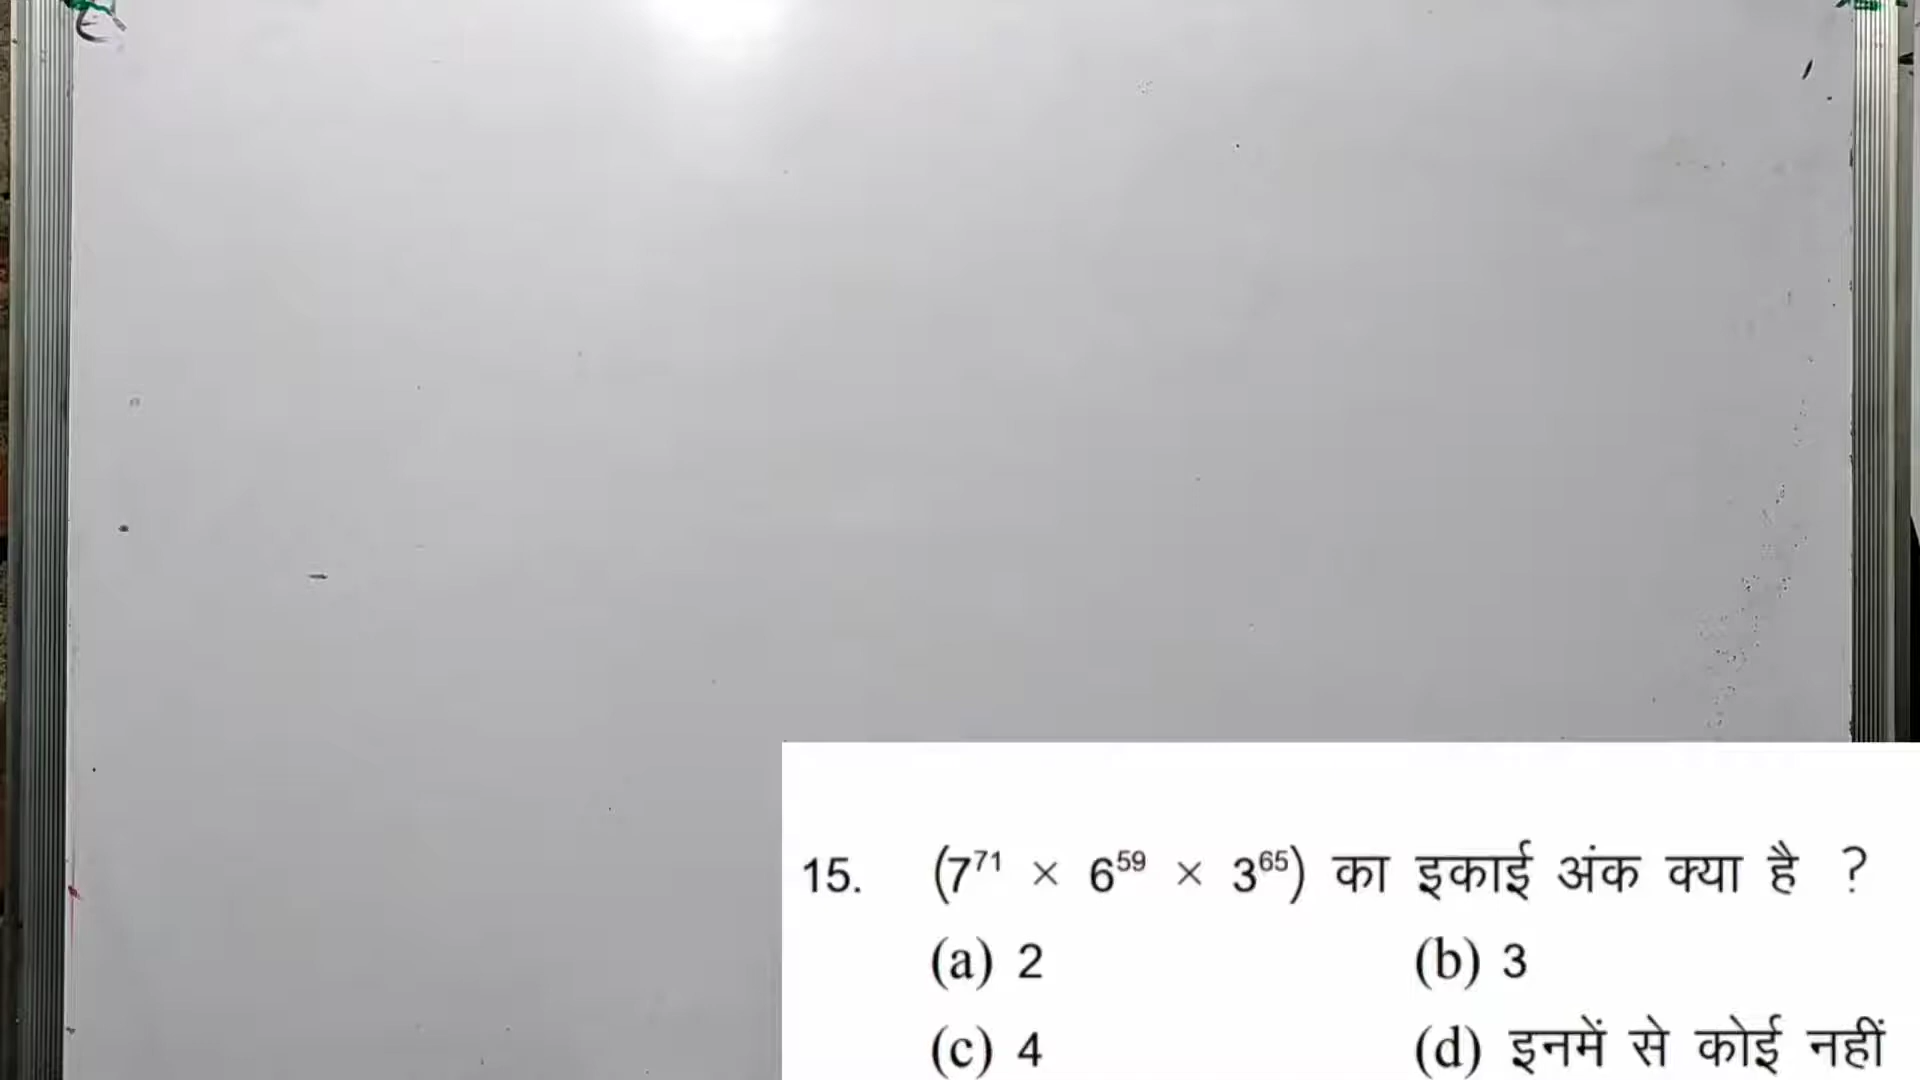 15. (7⁷¹ × 6⁵⁹ × 3⁶⁵) का इकाई अंक क्या है ?
(a) 2 (b) 3
(c) 4 (d) इनमें से कोई नहीं